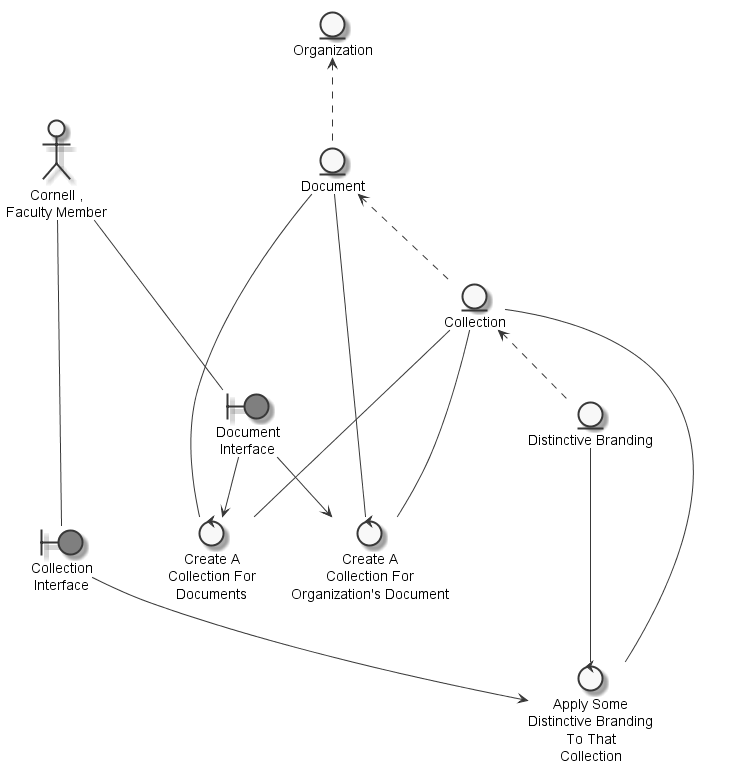 Organization
Document
Cornell ,
Faculty Member
Collection
Document
Interface
Distinctive Branding
Collection
Interface
Create A
Collection For
Documents
Create A
Collection For
Organization's Document
Apply Some
Distinctive Branding
To That
Collection